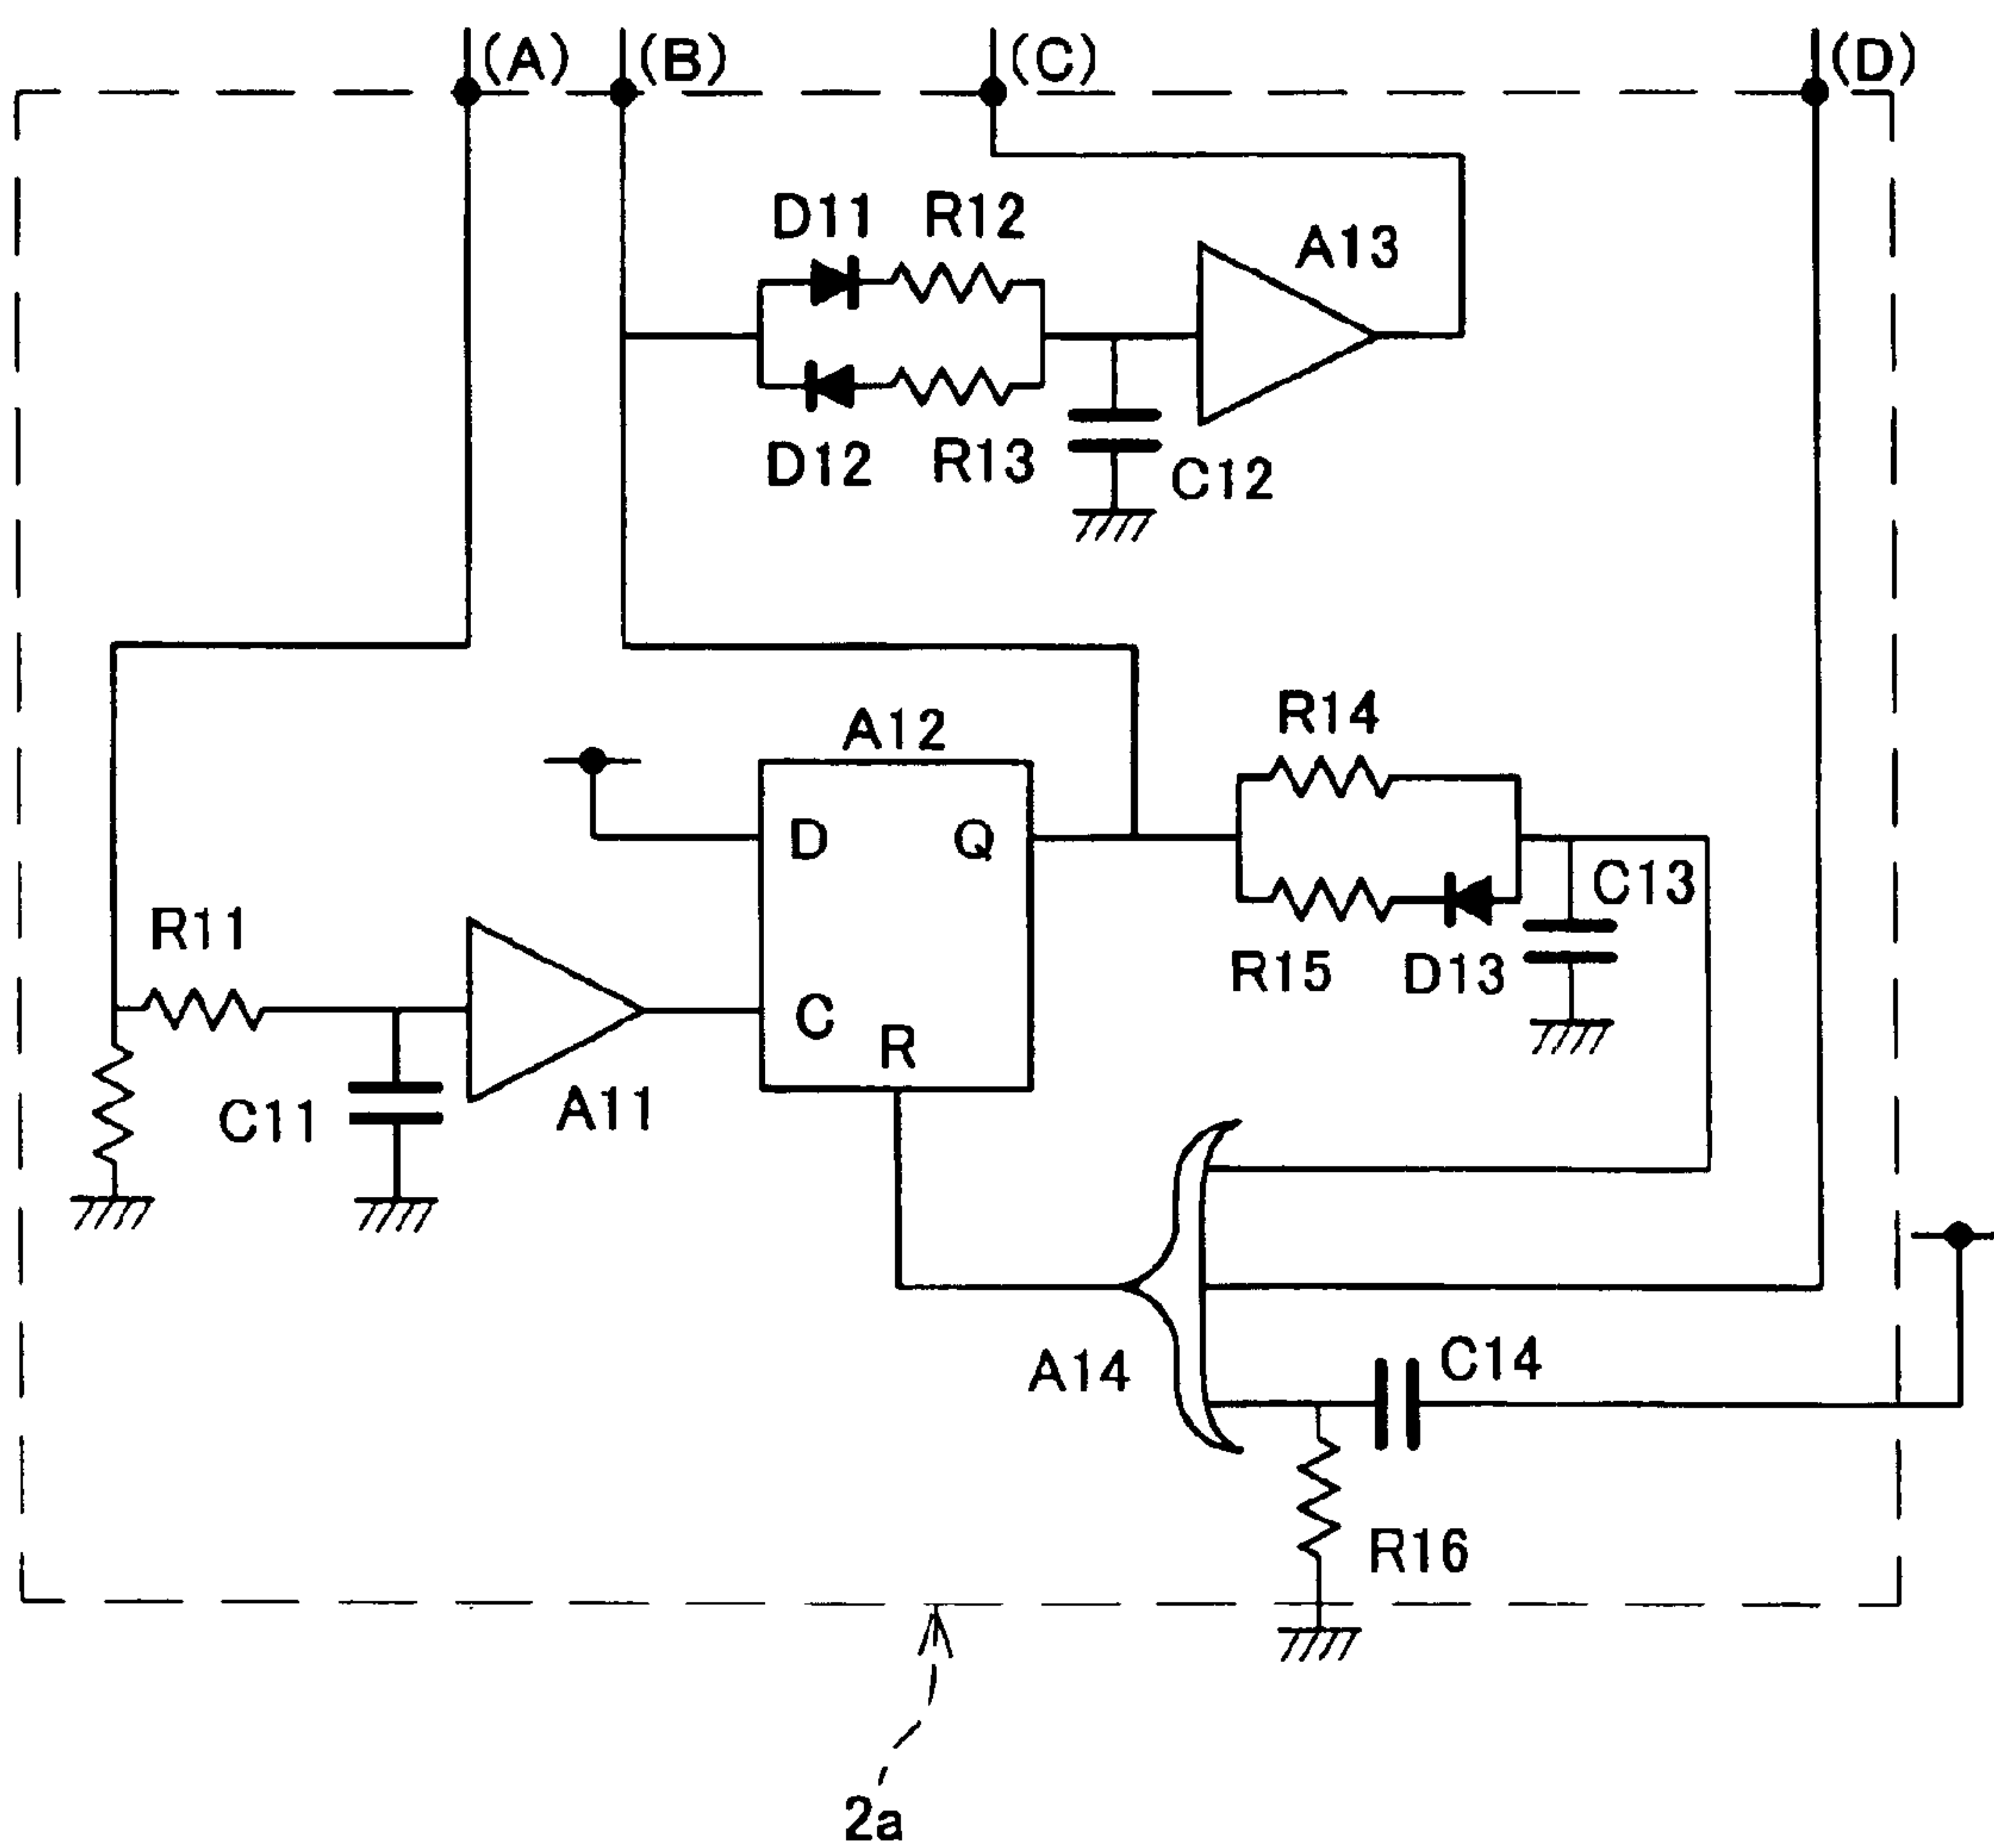 (A) (B) (C) (D)
D11 R12 A13
D12 R13 C12
A12 R14
D Q C13
R11 R15 D13
C R
C11 A11
A14 C14
R16
2a